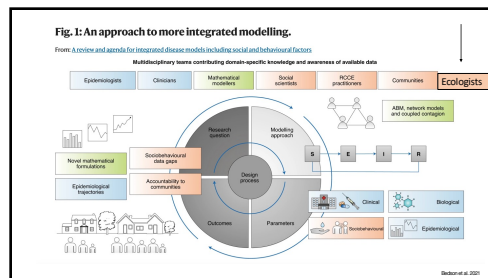 Fig. 1: An approach to more integrated modelling.
From: A review and agenda for integrated disease models including social and behavioural factors
Multidisciplinary teams contributing domain-specific knowledge and awareness of available data
Epidemiologists
Clinicians
Mathematical
modellers
Social
scientists
RCCE
practitioners
Communities
Ecologists
Research
question
Modelling
approach
ABM, network models
and coupled contagion
Novel mathematical
formulations
Sociobehavioural
data gaps
Epidemiological
trajectories
Accountability to
communities
Design
process
S
E
I
R
Outcomes
Parameters
Clinical
Biological
Sociobehavioural
Epidemiological
Bedson et al. 2021